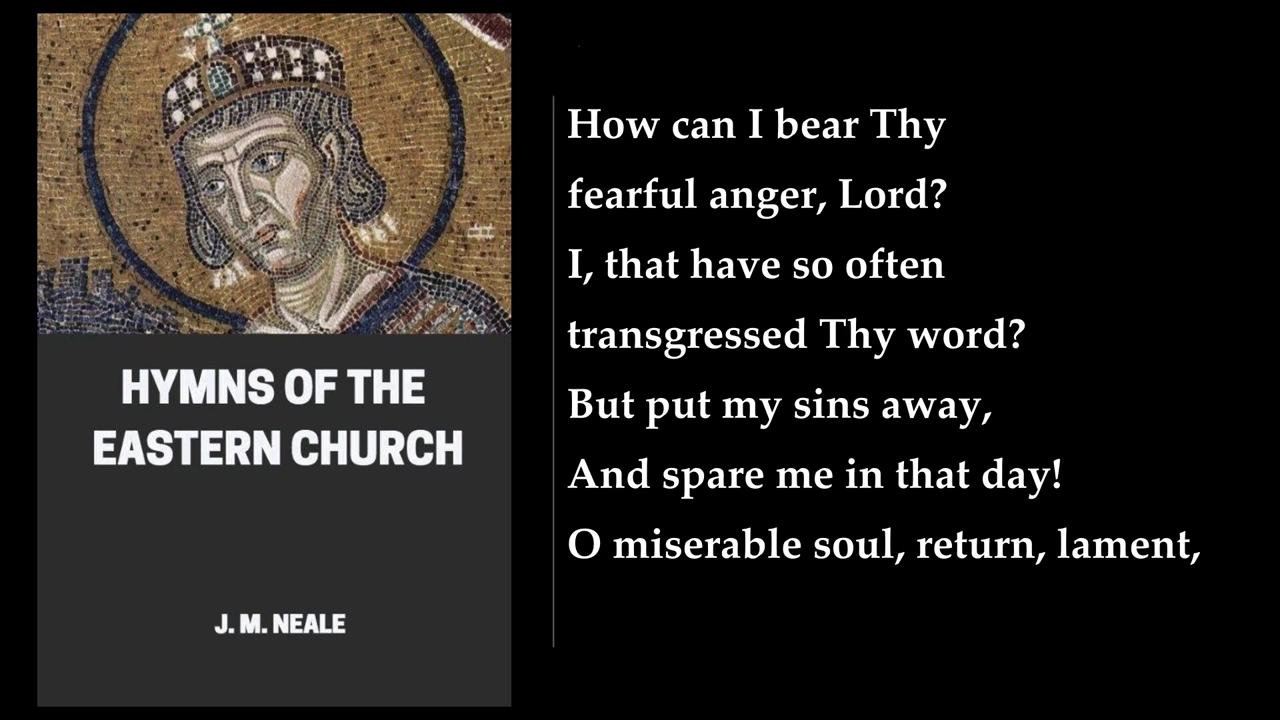 HYMNS OF THE
EASTERN CHURCH
J. M. NEALE
How can I bear Thy
fearful anger, Lord?
I, that have so often
transgressed Thy word?
But put my sins away,
And spare me in that day!
O miserable soul, return, lament,